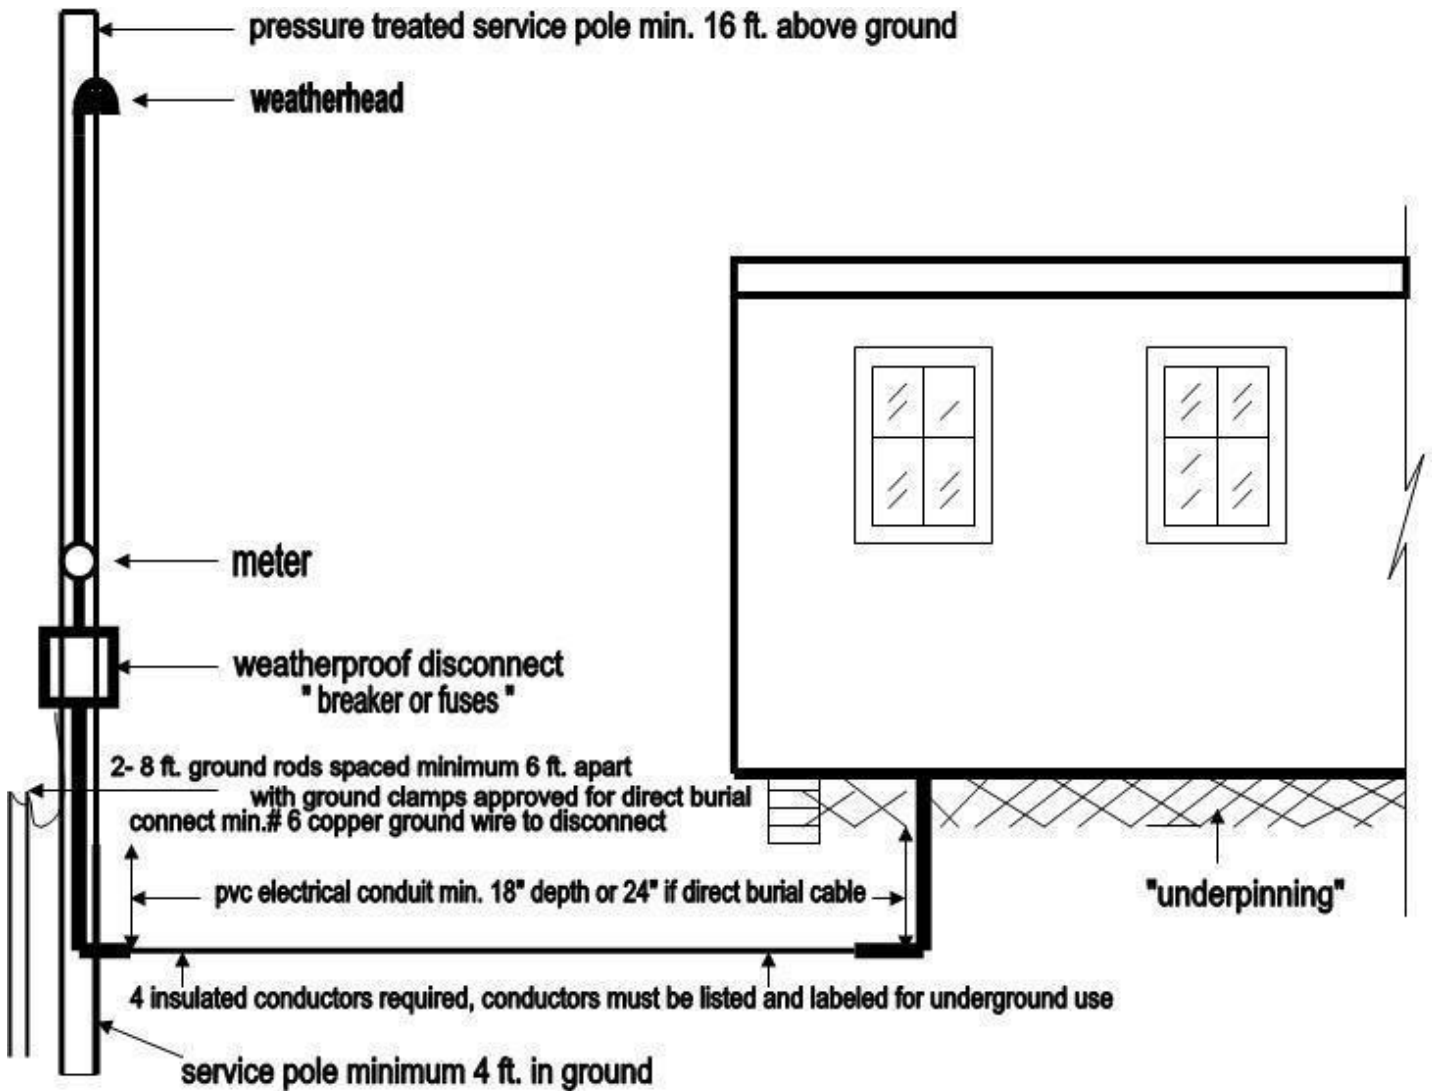 pressure treated service pole min. 16 ft. above ground
weatherhead
meter
weatherproof disconnect
" breaker or fuses "
2- 8 ft. ground rods spaced minimum 6 ft. apart
with ground clamps approved for direct burial
connect min.# 6 copper ground wire to disconnect
pvc electrical conduit min. 18" depth or 24" if direct burial cable
"underpinning"
4 insulated conductors required, conductors must be listed and labeled for underground use
service pole minimum 4 ft. in ground